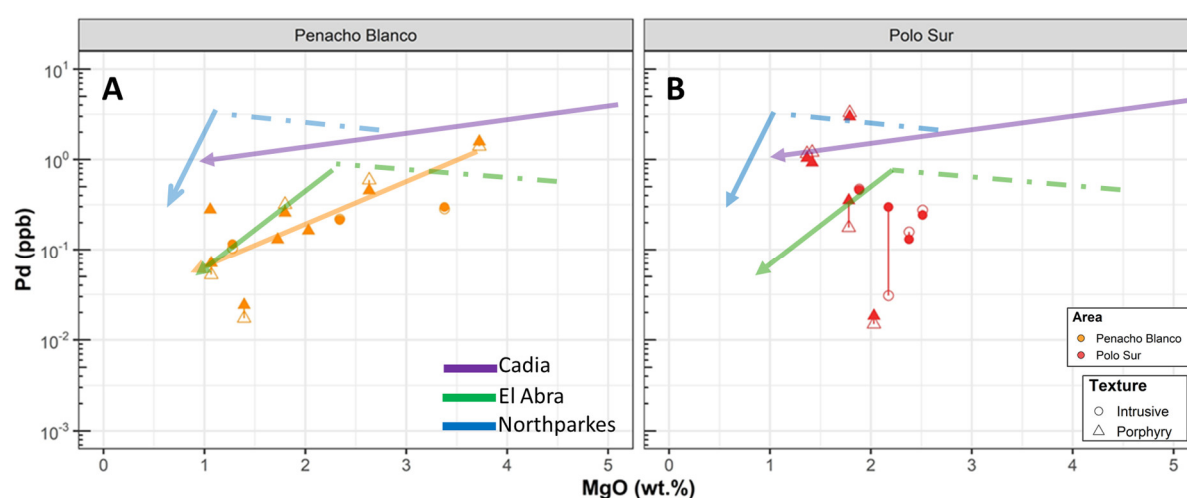 Penacho Blanco
Polo Sur
A
B
Pd (ppb)
10¹
10⁰
10⁻¹
10⁻²
10⁻³
Cadia
El Abra
Northparkes
Area
Penacho Blanco
Polo Sur
Texture
Intrusive
Porphyry
0 1 2 3 4 5
0 1 2 3 4 5
MgO (wt.%)